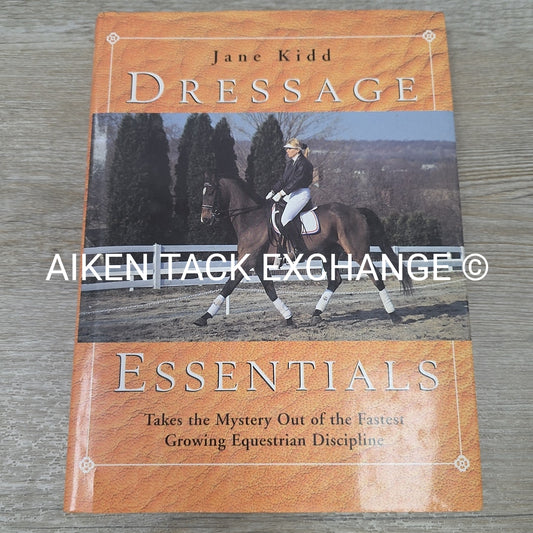 Jane Kidd
DRESSAGE
AIKEN TACK EXCHANGE ©
ESSENTIALS
Takes the Mystery Out of the Fastest
Growing Equestrian Discipline